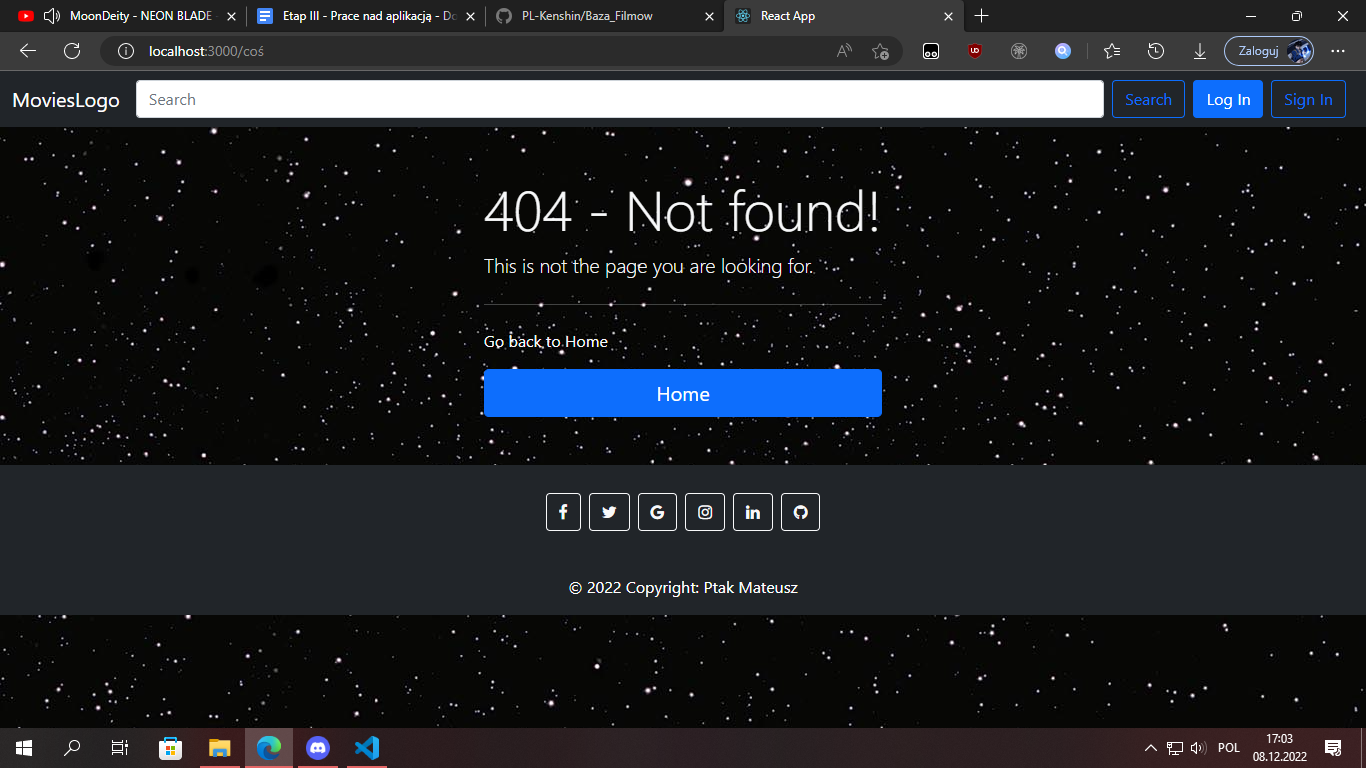 MoonDeity - NEON BLADE -
Etap III - Prace nad aplikacją - Do
PL-Kenshin/Baza_Filmow
React App
localhost:3000/coś
Zaloguj
MoviesLogo
Search
Search
Log In
Sign In
404 - Not found!
This is not the page you are looking for.
Go back to Home
Home
© 2022 Copyright: Ptak Mateusz
POL
17:03
08.12.2022